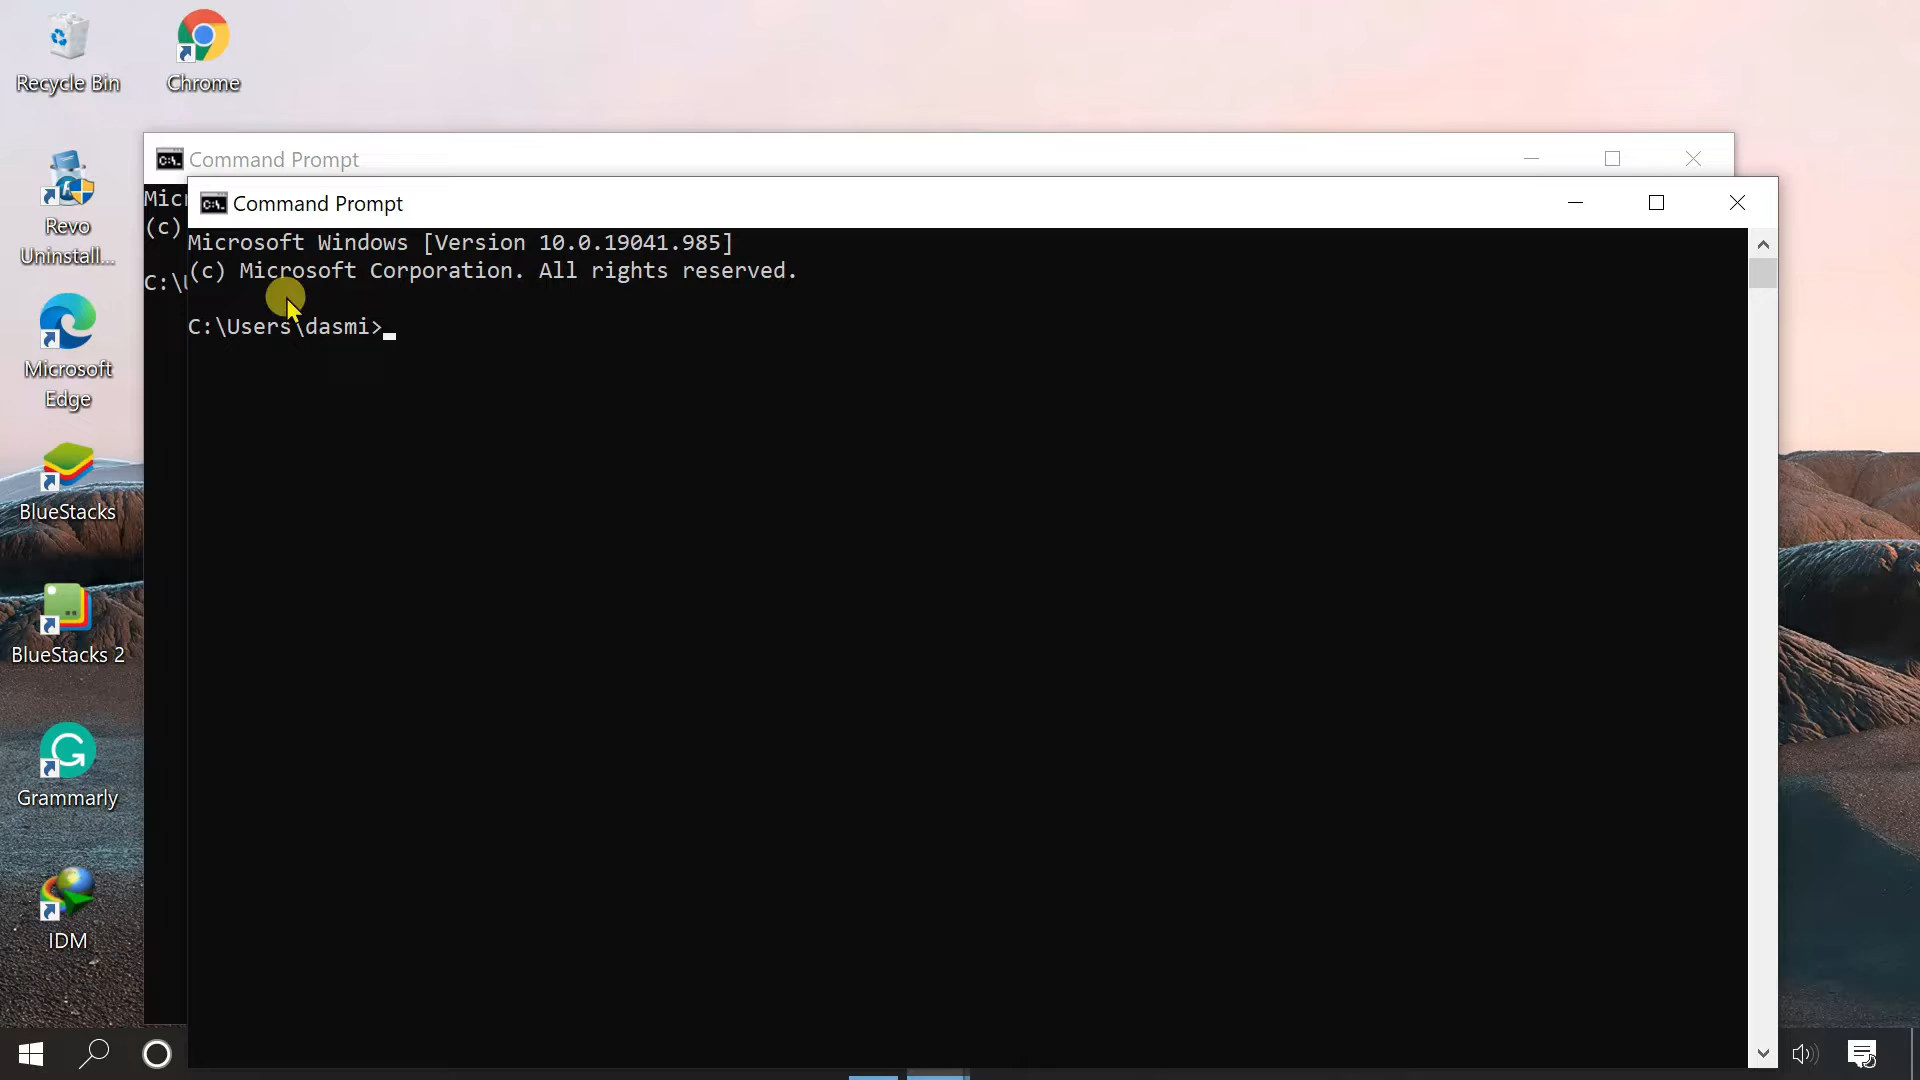 Recycle Bin
Chrome
Revo
Uninstall...
Microsoft
Edge
BlueStacks
BlueStacks 2
Grammarly
IDM
C:\.
Command Prompt
Micr
(c)
C:\U
C:\.
Command Prompt
Microsoft Windows [Version 10.0.19041.985]
(c) Microsoft Corporation. All rights reserved.
C:\Users\dasmi>